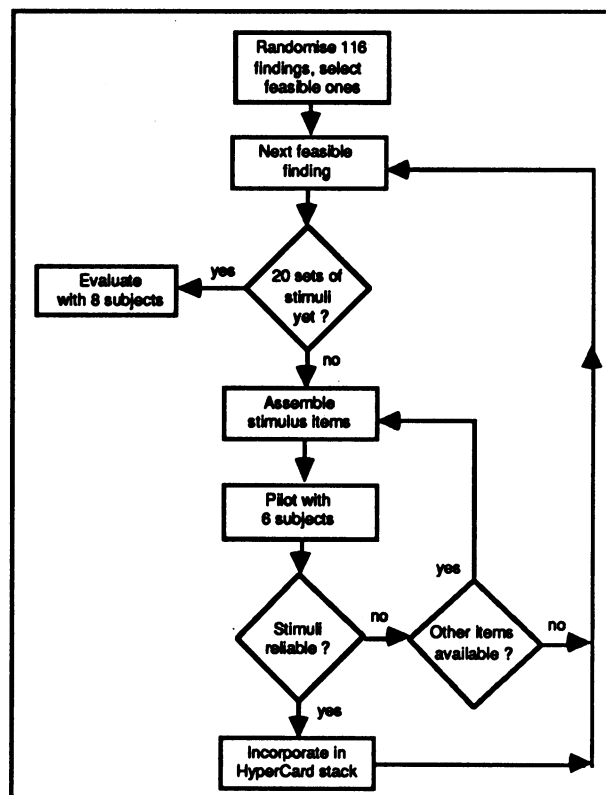 Randomise 116
findings, select
feasible ones
Next feasible
finding
20 sets of
stimuli
yet ?
yes
Evaluate
with 8 subjects
no
Assemble
stimulus items
Pilot with
6 subjects
yes
Stimuli
reliable ?
no
Other items
available ?
no
yes
Incorporate in
HyperCard stack